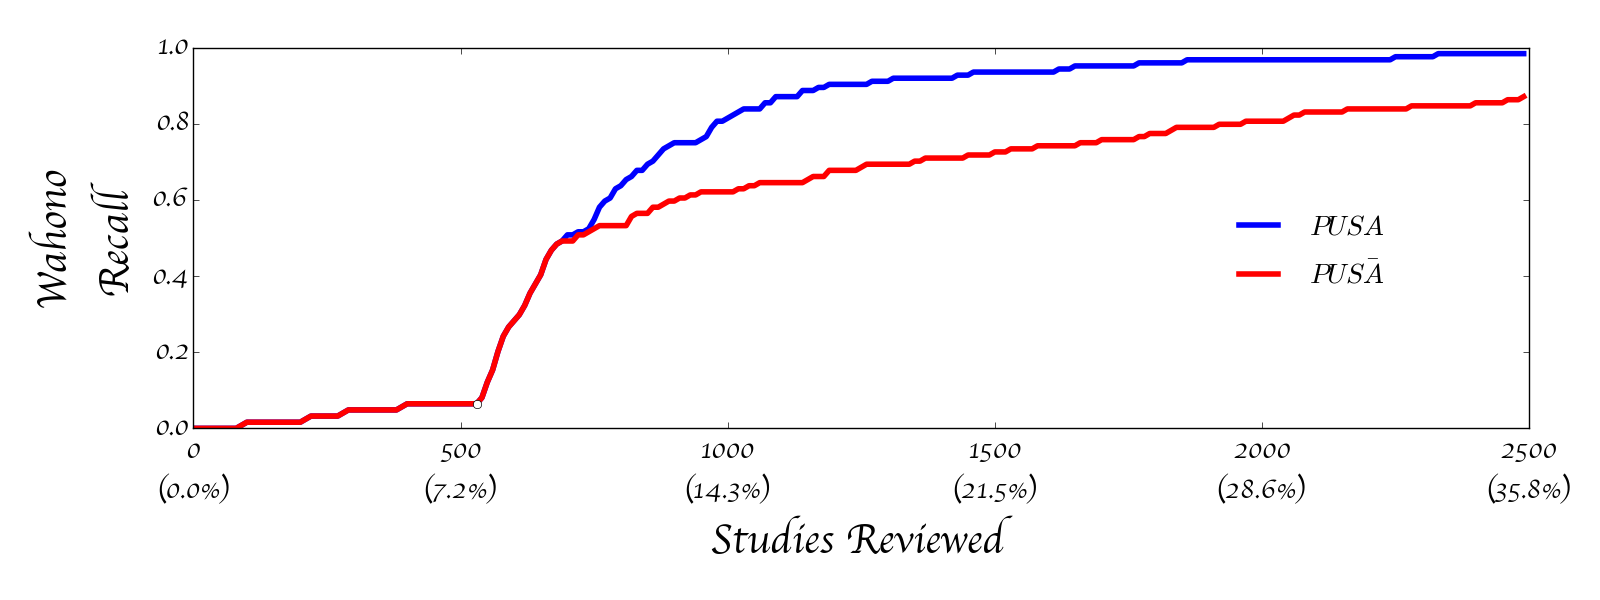 Wahono
Recall
1.0
0.8
0.6
0.4
0.2
0.0
0 500 1000 1500 2000 2500
(0.0%) (7.2%) (14.3%) (21.5%) (28.6%) (35.8%)
Studies Reviewed
PUSA
PUSĀ